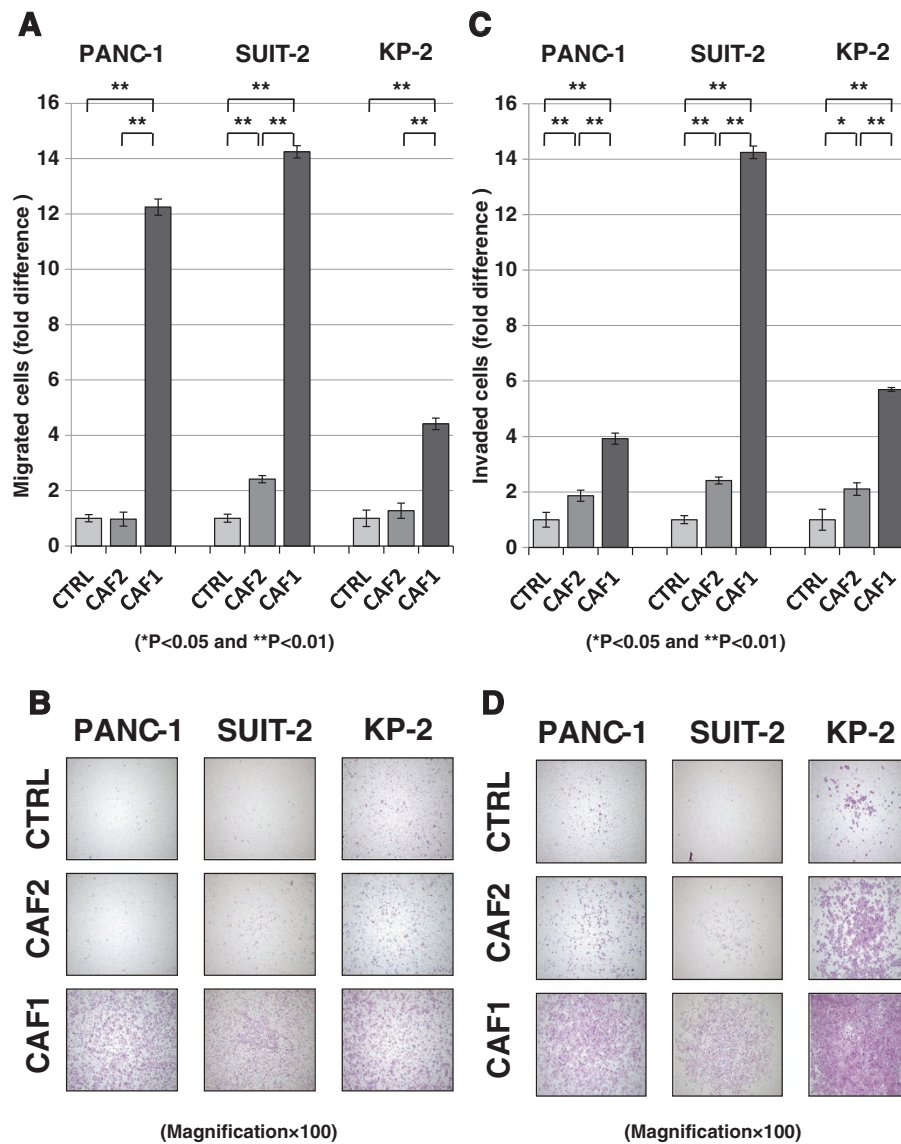 A
PANC-1 SUIT-2 KP-2
** ** **
** ** ** **
Migrated cells (fold difference )
16
14
12
10
8
6
4
2
0
CTRL CAF2 CAF1 CTRL CAF2 CAF1 CTRL CAF2 CAF1
(*P<0.05 and **P<0.01)
C
PANC-1 SUIT-2 KP-2
** ** **
** ** ** ** * **
Invaded cells (fold difference )
16
14
12
10
8
6
4
2
0
CTRL CAF2 CAF1 CTRL CAF2 CAF1 CTRL CAF2 CAF1
(*P<0.05 and **P<0.01)
B
PANC-1 SUIT-2 KP-2
CTRL
CAF2
CAF1
(Magnification×100)
D
PANC-1 SUIT-2 KP-2
CTRL
CAF2
CAF1
(Magnification×100)